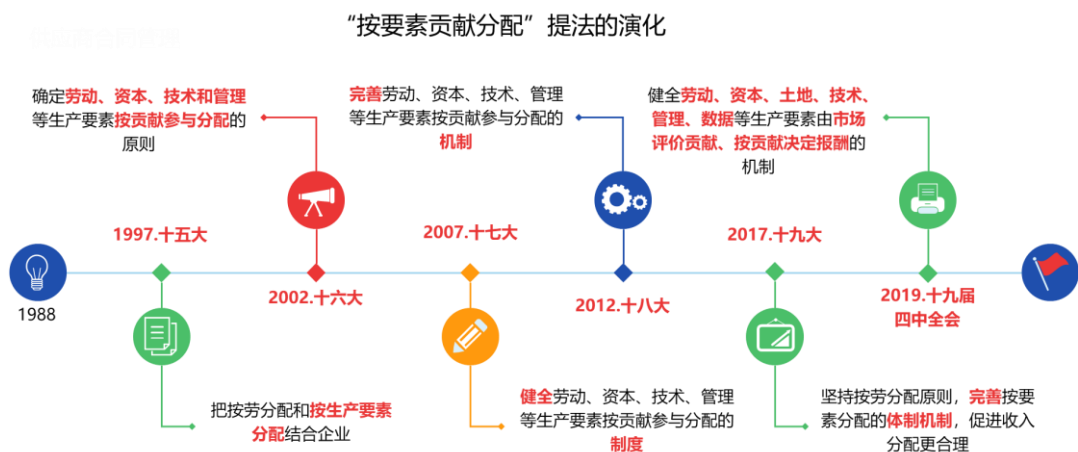 “按要素贡献分配”提法的演化
确定劳动、资本、技术和管理
等生产要素按贡献参与分配的
原则
完善劳动、资本、技术、管理
等生产要素按贡献参与分配的
机制
健全劳动、资本、土地、技术、
管理、数据等生产要素由市场
评价贡献、按贡献决定报酬的
机制
1997.十五大
2007.十七大
2017.十九大
1988
2002.十六大
2012.十八大
2019.十九届
四中全会
把按劳分配和按生产要素
分配结合企业
健全劳动、资本、技术、管理
等生产要素按贡献参与分配的
制度
坚持按劳分配原则，完善按要
素分配的体制机制，促进收入
分配更合理